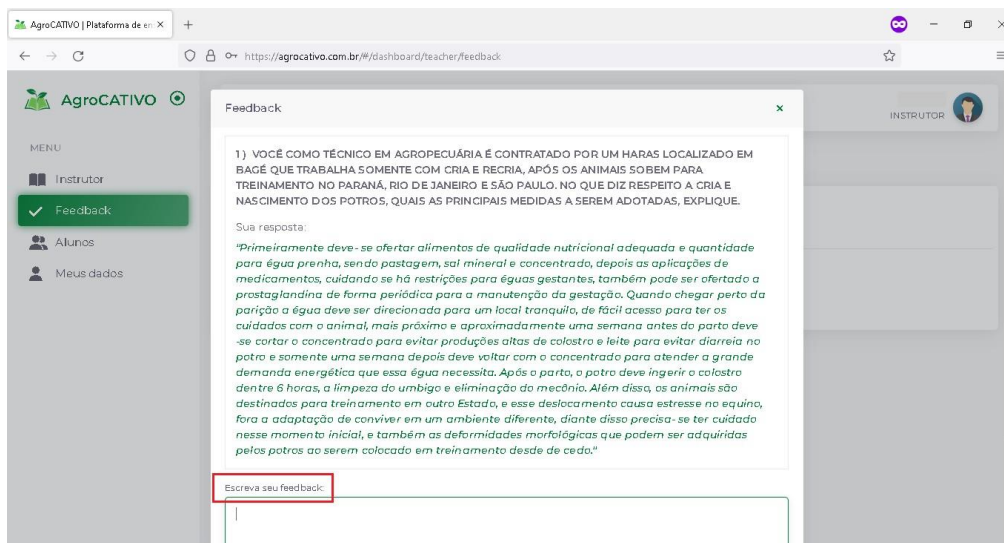 AgroCATIVO | Plataforma de en
https://agrocativo.com.br/#/dashboard/teacher/feedback
AgroCATIVO
INSTRUTOR
MENU
Instrutor
Feedback
Alunos
Meus dados
Feedback
1 ) VOCÊ COMO TÉCNICO EM AGROPECUÁRIA É CONTRATADO POR UM HARAS LOCALIZADO EM
BAGÉ QUE TRABALHA SOMENTE COM CRIA E RECRIA, APÓS OS ANIMAIS SOBEM PARA
TREINAMENTO NO PARANÁ, RIO DE JANEIRO E SÃO PAULO. NO QUE DIZ RESPEITO A CRIA E
NASCIMENTO DOS POTROS, QUAIS AS PRINCIPAIS MEDIDAS A SEREM ADOTADAS, EXPLIQUE.
Sua resposta:
"Primeiramente deve-se ofertar alimentos de qualidade nutricional adequada e quantidade
para égua prenha, sendo pastagem, sal mineral e concentrado, depois as aplicações de
medicamentos, cuidando se há restrições para éguas gestantes, também pode ser ofertado a
prostaglandina de forma periódica para a manutenção da gestação. Quando chegar perto da
parição a égua deve ser direcionada para um local tranquilo, de fácil acesso para ter os
cuidados com o animal, mais próximo e aproximadamente uma semana antes do parto deve
-se cortar o concentrado para evitar produções altas de colostro e leite para evitar diarreia no
potro e somente uma semana depois deve voltar com o concentrado para atender a grande
demanda energética que essa égua necessita. Após o parto, o potro deve ingerir o colostro
dentre 6 horas, a limpeza do umbigo e eliminação do mecônio. Além disso, os animais são
destinados para treinamento em outro Estado, e esse deslocamento causa estresse no equino,
fora a adaptação de conviver em um ambiente diferente, diante disso precisa-se ter cuidado
nesse momento inicial, e também as deformidades morfológicas que podem ser adquiridas
pelos potros ao serem colocado em treinamento desde de cedo."
Escreva seu feedback: